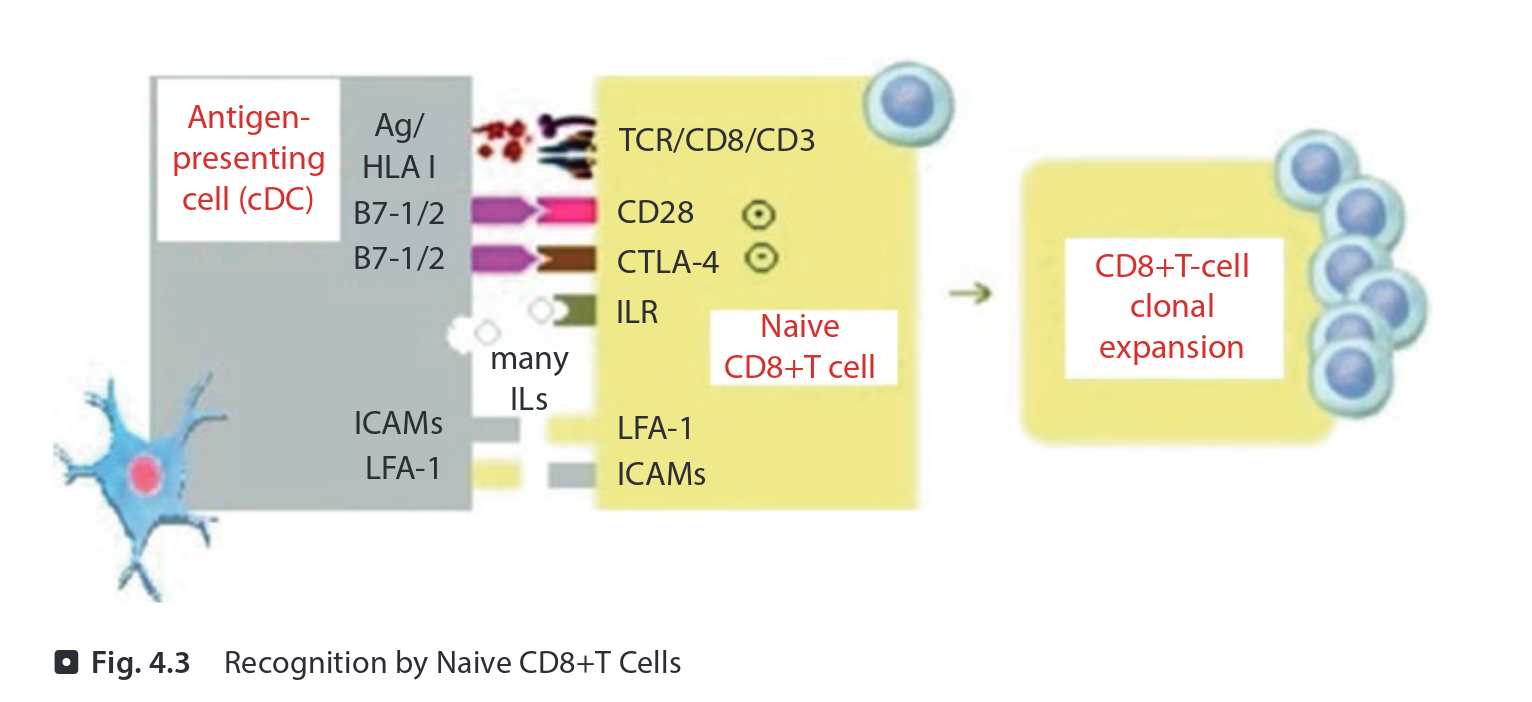 Antigen-
presenting
cell (cDC)
Ag/
HLA I
B7-1/2
B7-1/2
ICAMs
LFA-1
many
ILs
TCR/CD8/CD3
CD28
CTLA-4
ILR
Naive
CD8+T cell
LFA-1
ICAMs
CD8+T-cell
clonal
expansion
Fig. 4.3 Recognition by Naive CD8+T Cells